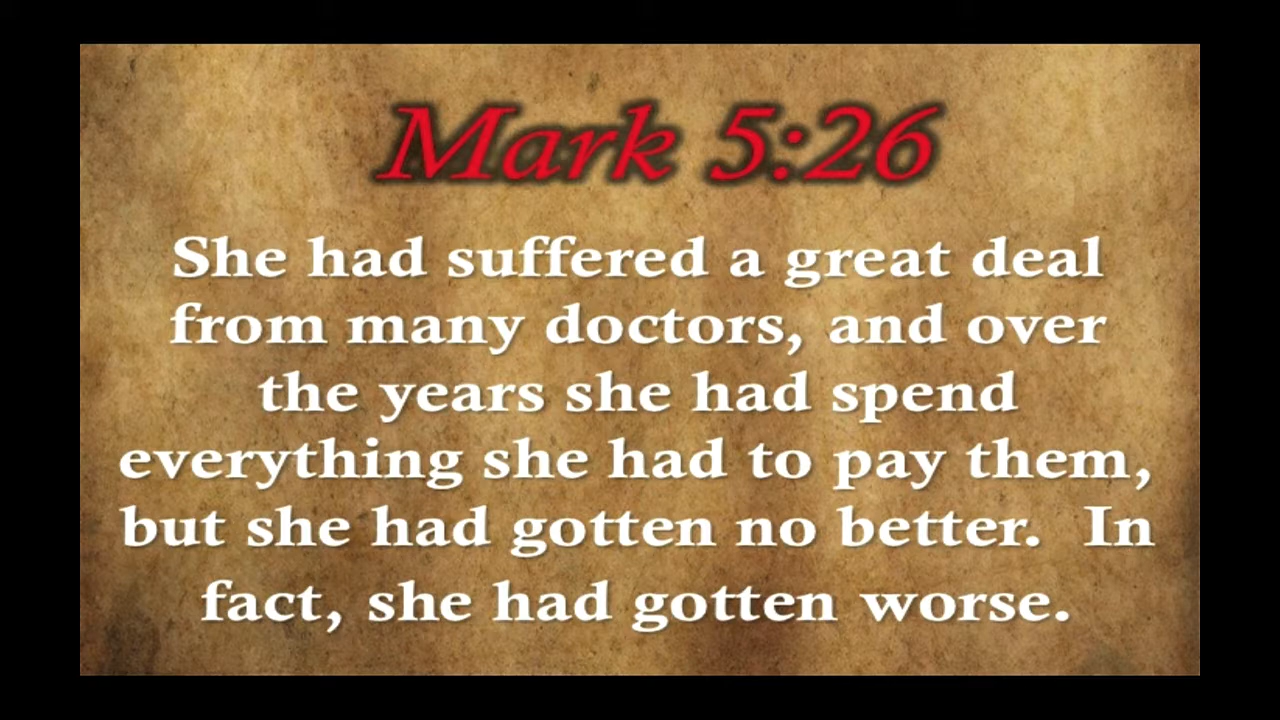 Mark 5:26
She had suffered a great deal
from many doctors, and over
the years she had spend
everything she had to pay them,
but she had gotten no better.  In
fact, she had gotten worse.